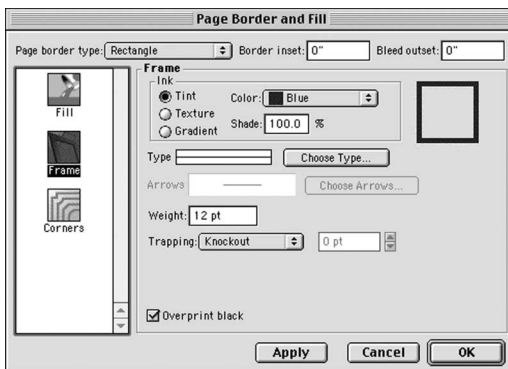 Page Border and Fill
Page border type: Rectangle Border inset: 0" Bleed outset: 0"
Fill
Frame
Corners
Frame
Ink
Tint
Texture
Gradient
Color: Blue
Shade: 100.0 %
Type Choose Type...
Arrows Choose Arrows...
Weight: 12 pt
Trapping: Knockout 0 pt
Overprint black
Apply Cancel OK